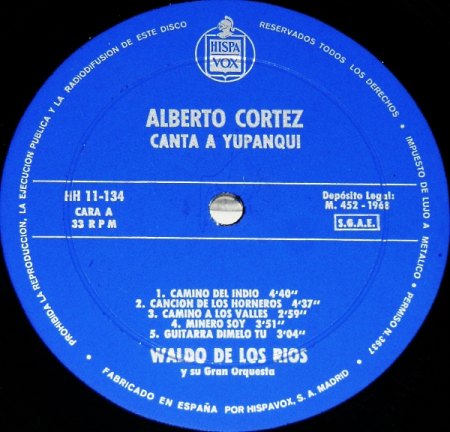 PROHIBIDA LA REPRODUCCION, LA EJECUCION PUBLICA Y LA RADIODIFUSION DE ESTE DISCO
RESERVADOS TODOS LOS DERECHOS - IMPUESTO DE LUJO A METALICO • PERMISO N. 3637
HISPA
VOX
ALBERTO CORTEZ
CANTA A YUPANQUI
HH 11-134
CARA A
33 R P M
Depósito Legal:
M. 452 - 1968
S.G.A.E.
1. CAMINO DEL INDIO 4'40"
2. CANCION DE LOS HORNEROS 4'37"
3. CAMINO A LOS VALLES 2'59"
4. MINERO SOY 3'51"
5. GUITARRA DIMELO TU 3'04"
WALDO DE LOS RIOS
y su Gran Orquesta
FABRICADO EN ESPAÑA POR HISPAVOX, S. A. MADRID